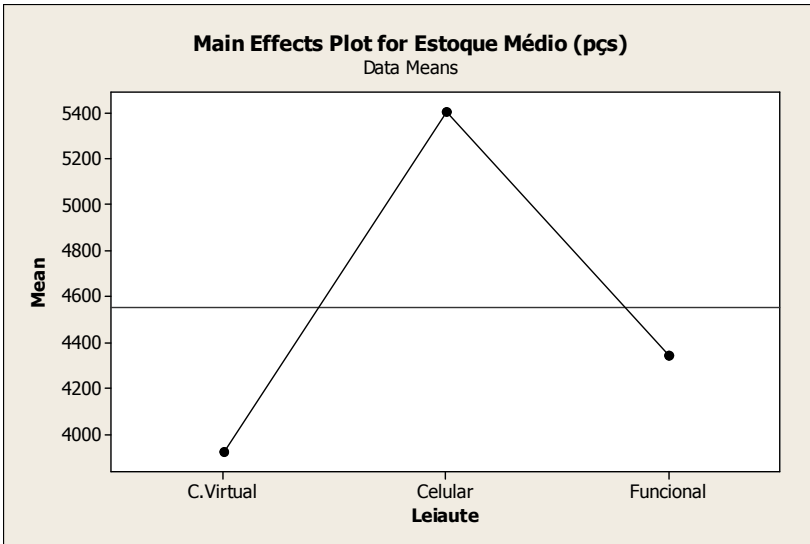 Main Effects Plot for Estoque Médio (pçs)
Data Means
5400
5200
5000
4800
4600
4400
4200
4000
Mean
C.Virtual
Celular
Funcional
Leiaute